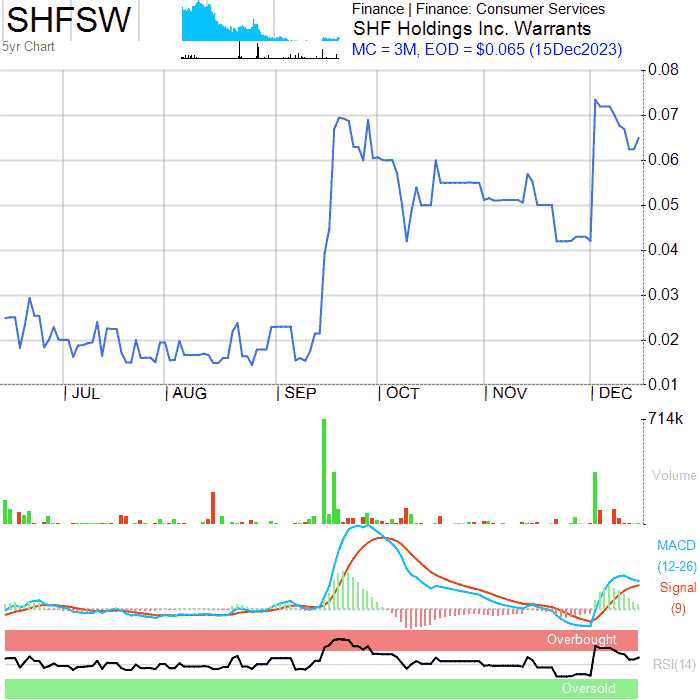 SHFSW
5yr Chart
Finance | Finance: Consumer Services
SHF Holdings Inc. Warrants
MC = 3M, EOD = $0.065 (15Dec2023)
0.08
0.07
0.06
0.05
0.04
0.03
0.02
0.01
JUL
AUG
SEP
OCT
NOV
DEC
714k
Volume
MACD
(12-26)
Signal
(9)
Overbought
RSI(14)
Oversold